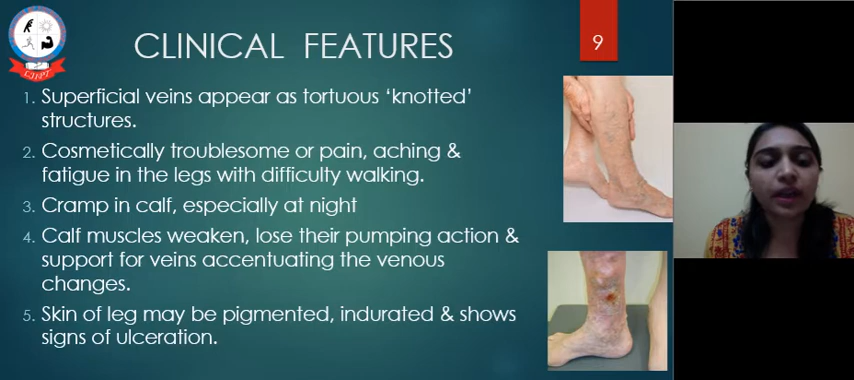 CLINICAL FEATURES
9
1. Superficial veins appear as tortuous ‘knotted’
structures.
2. Cosmetically troublesome or pain, aching &
fatigue in the legs with difficulty walking.
3. Cramp in calf, especially at night
4. Calf muscles weaken, lose their pumping action &
support for veins accentuating the venous
changes.
5. Skin of leg may be pigmented, indurated & shows
signs of ulceration.